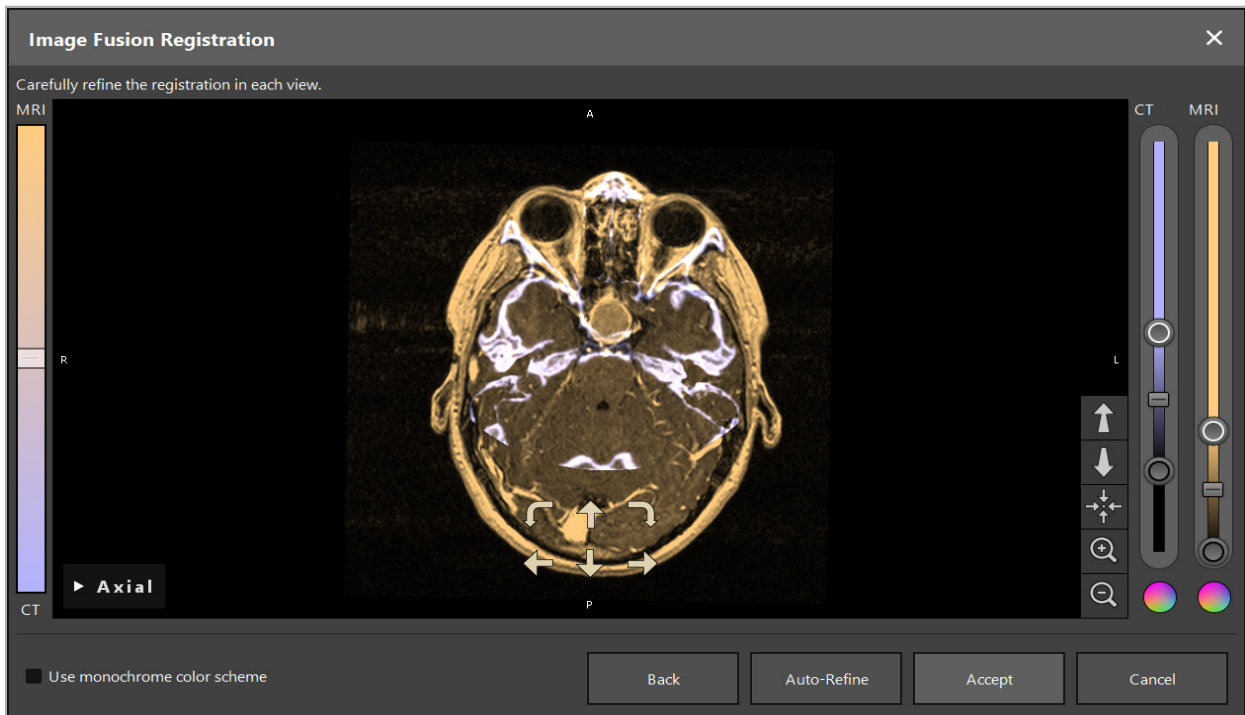 Image Fusion Registration
Carefully refine the registration in each view.
MRI
CT
MRI
A
R
L
Axial
P
CT
Use monochrome color scheme
Back
Auto-Refine
Accept
Cancel